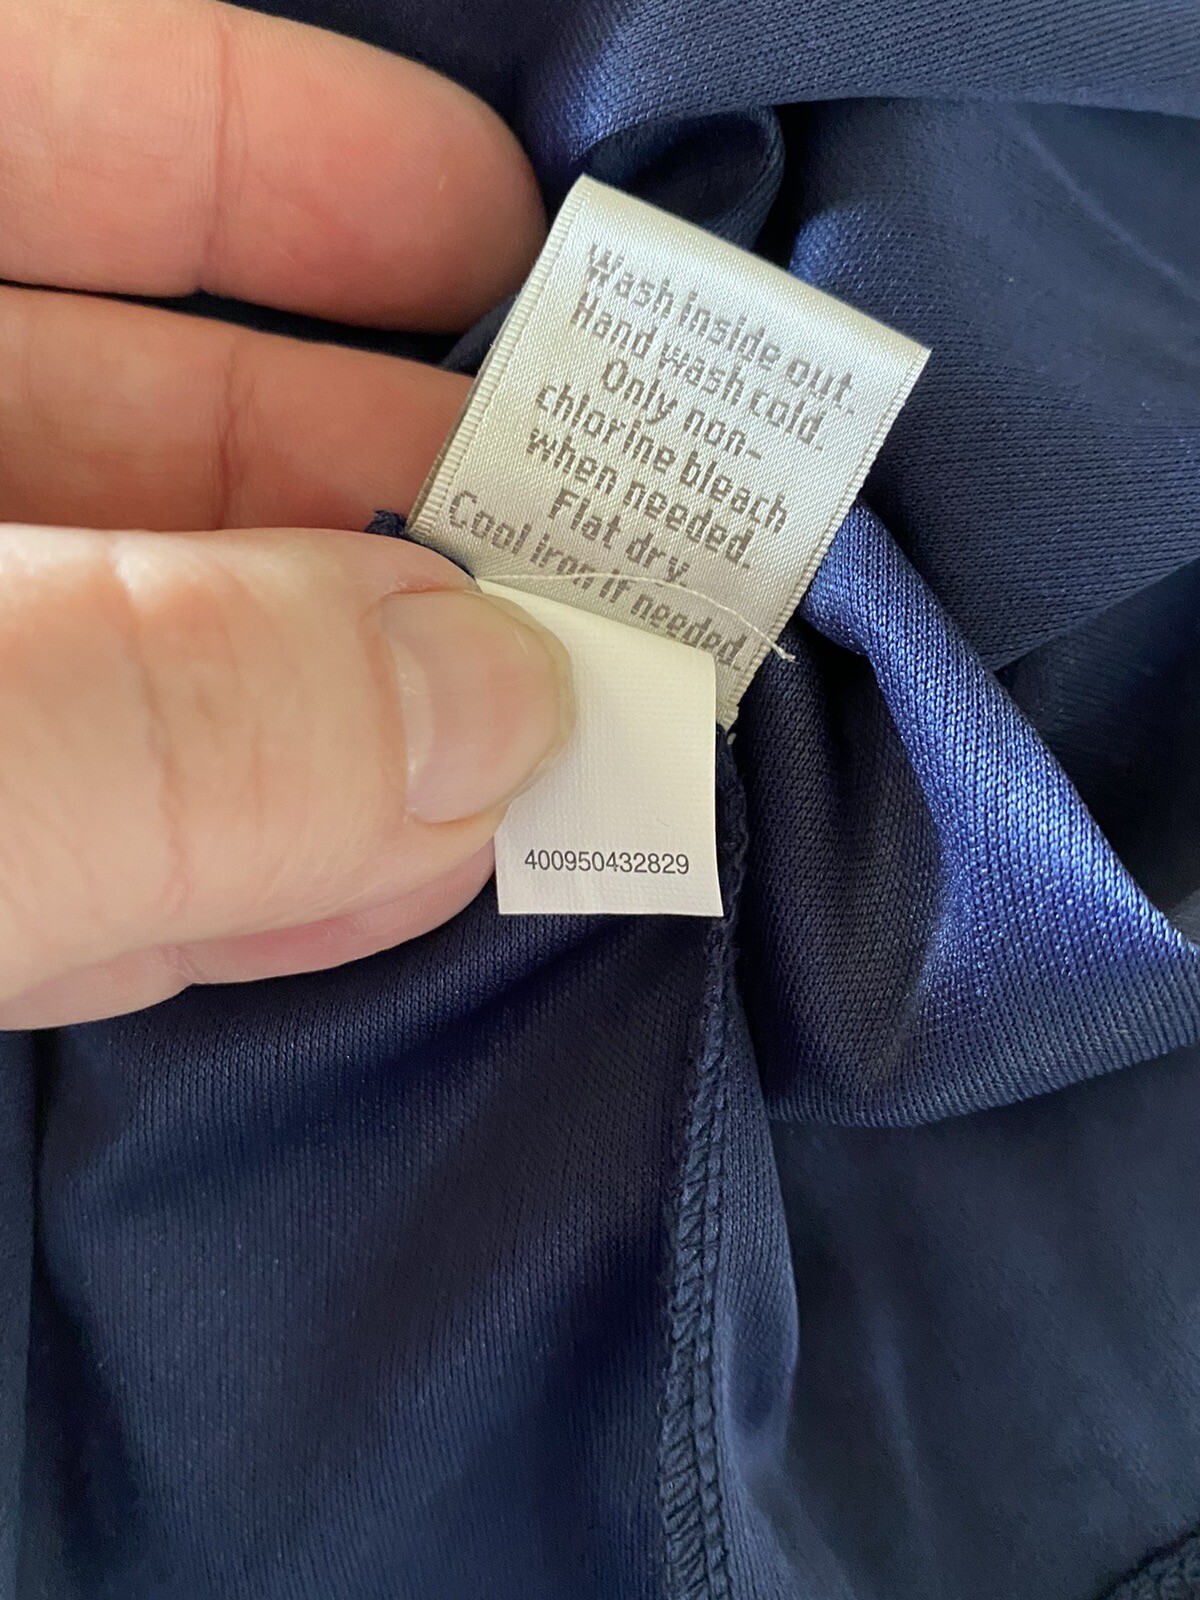 Wash inside out.
Hand wash cold.
Only non-
chlorine bleach
when needed.
Flat dry.
Cool iron if needed.
400950432829